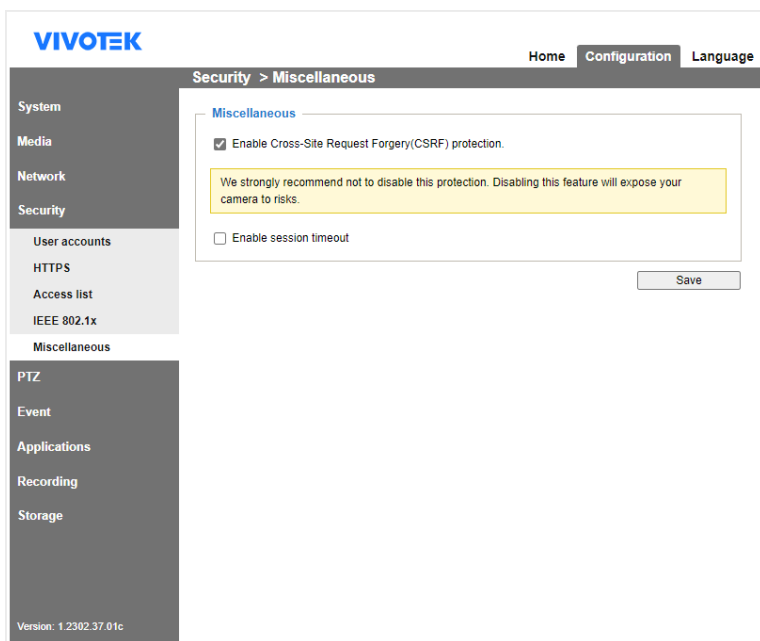 VIVOTEK
Home Configuration Language
Security > Miscellaneous
System
Media
Network
Security
User accounts
HTTPS
Access list
IEEE 802.1x
Miscellaneous
PTZ
Event
Applications
Recording
Storage
Version: 1.2302.37.01c
Miscellaneous
Enable Cross-Site Request Forgery(CSRF) protection.
We strongly recommend not to disable this protection. Disabling this feature will expose your
camera to risks.
Enable session timeout
Save